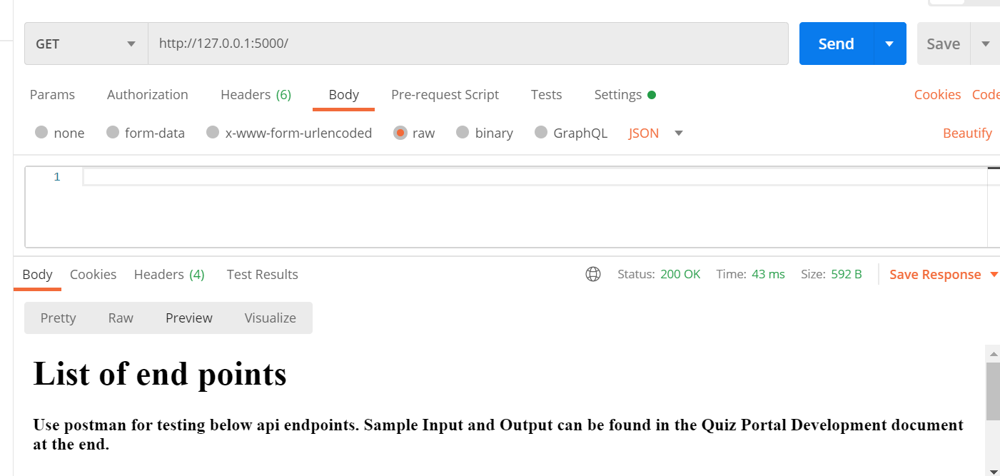 GET http://127.0.0.1:5000/ Send Save
Params Authorization Headers (6) Body Pre-request Script Tests Settings Cookies Code
none form-data x-www-form-urlencoded raw binary GraphQL JSON Beautify
1
Body Cookies Headers (4) Test Results Status: 200 OK Time: 43 ms Size: 592 B Save Response
Pretty Raw Preview Visualize
List of end points
Use postman for testing below api endpoints. Sample Input and Output can be found in the Quiz Portal Development document
at the end.